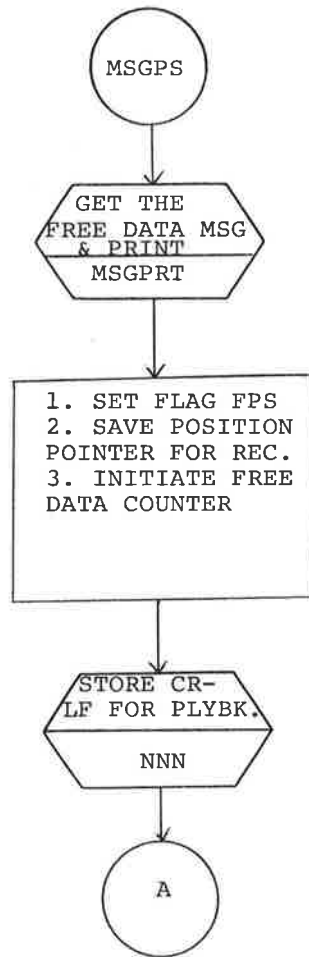 MSGPS
GET THE
FREE DATA MSG
& PRINT
MSGPRT
1. SET FLAG FPS
2. SAVE POSITION
POINTER FOR REC.
3. INITIATE FREE
DATA COUNTER
STORE CR-
LF FOR PLYBK.
NNN
A